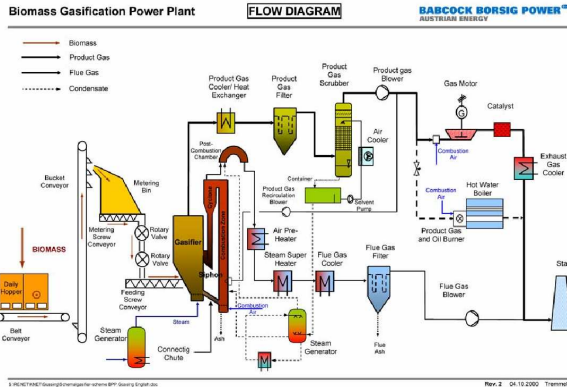 Biomass Gasification Power Plant
FLOW DIAGRAM
BABCOCK BORSIG POWER
AUSTRIAN ENERGY
Biomass
Product Gas
Flue Gas
Condensate
Product Gas
Cooler/ Heat
Exchanger
Product
Gas
Filter
Product
Gas
Scrubber
Product gas
Blower
Gas Motor
G
Catalyst
Post-
Combustion
Chamber
Air
Cooler
Combustion
Air
Exhaust
Gas
Cooler
Bucket
Conveyor
Metering
Bin
Container
Product Gas
Recirculation
Blower
Solvent
Pump
Combustion
Air
Hot Water
Boiler
Metering
Screw
Conveyor
Rotary
Valve
Rotary
Valve
Cyclone
Combustion Zone
Gasifier
Siphon
Air Pre-
Heater
Product Gas
and Oil Burner
BIOMASS
Steam Super
Heater
Flue Gas
Cooler
Flue Gas
Filter
Daily
Hopper
Feeding
Screw
Conveyor
Flue Gas
Blower
Belt
Conveyor
Steam
Generator
Steam
Connectig
Chute
Ash
Combustion
Air
Steam
Generator
Flue
Ash
M
Rev. 2 04.10.2000